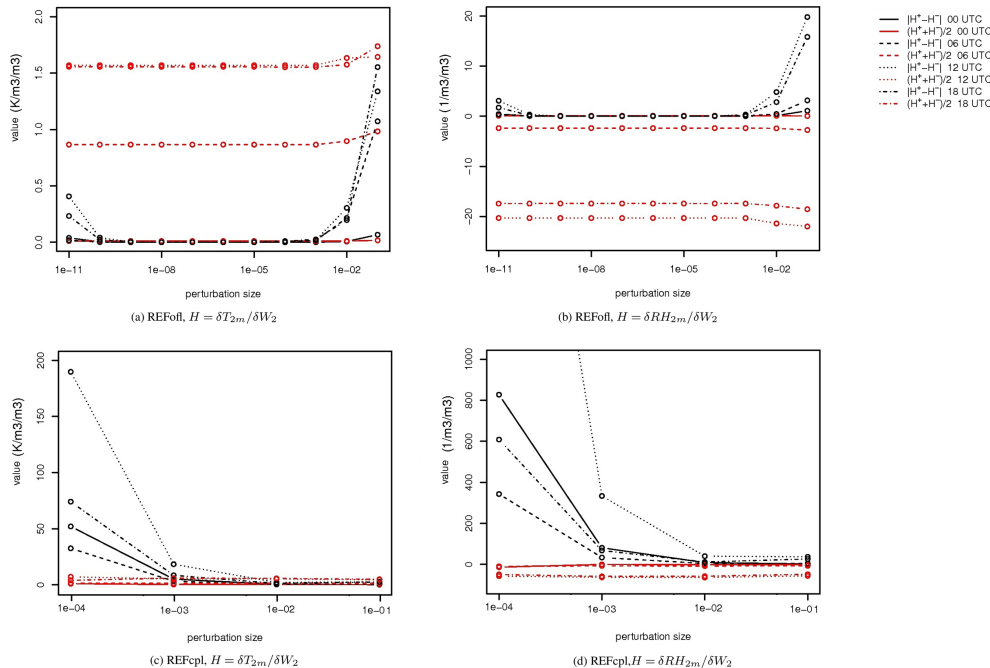 value (K/m3/m3)
2.0
1.5
1.0
0.5
0.0
1e−11
1e−08
1e−05
1e−02
perturbation size
(a) REFofl, H = δT2m/δW2
value (1/m3/m3)
20
10
0
−10
−20
1e−11
1e−08
1e−05
1e−02
perturbation size
(b) REFofl, H = δRH2m/δW2
|H⁺−H⁻| 00 UTC
(H⁺+H⁻)/2 00 UTC
|H⁺−H⁻| 06 UTC
(H⁺+H⁻)/2 06 UTC
|H⁺−H⁻| 12 UTC
(H⁺+H⁻)/2 12 UTC
|H⁺−H⁻| 18 UTC
(H⁺+H⁻)/2 18 UTC
value (K/m3/m3)
200
150
100
50
0
1e−04
1e−03
1e−02
1e−01
perturbation size
(c) REFcpl, H = δT2m/δW2
value (1/m3/m3)
1000
800
600
400
200
0
1e−04
1e−03
1e−02
1e−01
perturbation size
(d) REFcpl,H = δRH2m/δW2